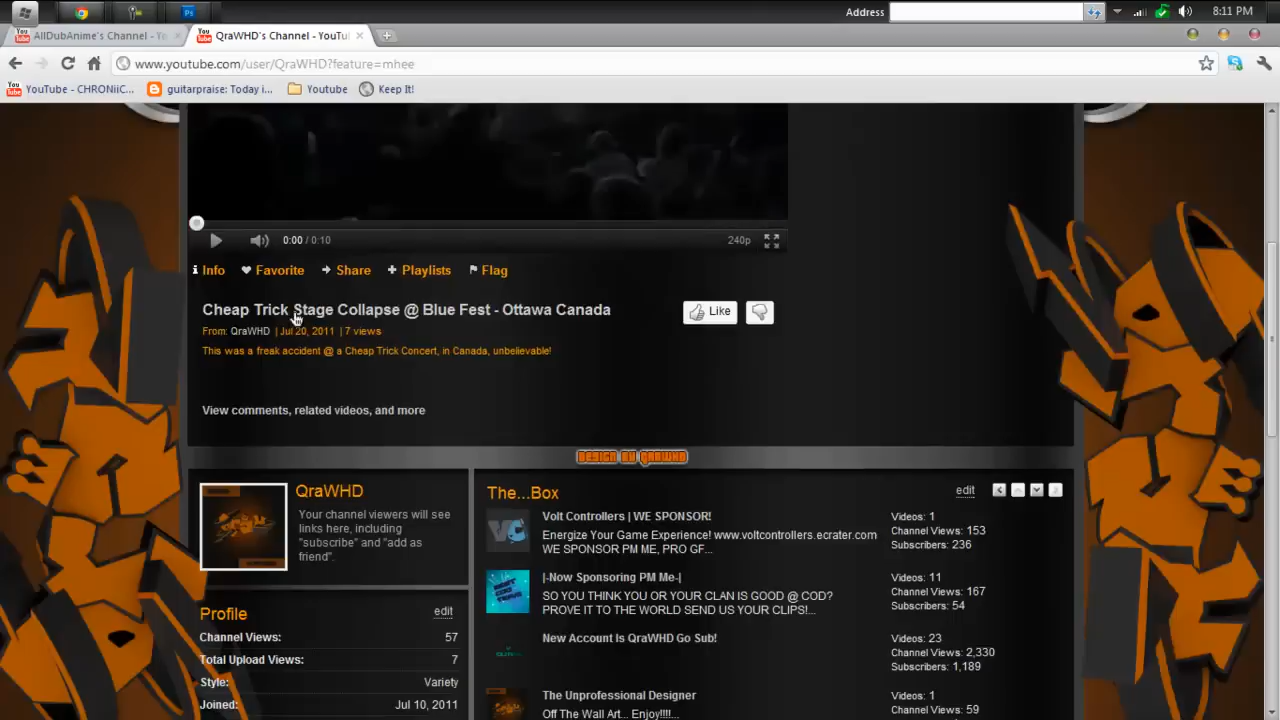 Address
8:11 PM
AllDubAnime's Channel - Yo
QraWHD's Channel - YouTu
www.youtube.com/user/QraWHD?feature=mhee
YouTube - CHRONiiC...
guitarpraise: Today i...
Youtube
Keep It!
0:00 / 0:10
240p
Info
Favorite
Share
Playlists
Flag
Cheap Trick Stage Collapse @ Blue Fest - Ottawa Canada
Like
From: QraWHD | Jul 20, 2011 | 7 views
This was a freak accident @ a Cheap Trick Concert, in Canada, unbelievable!
View comments, related videos, and more
DESIGN BY QRAWHD
QraWHD
Your channel viewers will see
links here, including
"subscribe" and "add as
friend".
Profile
edit
Channel Views: 57
Total Upload Views: 7
Style: Variety
Joined: Jul 10, 2011
The...Box
edit
Volt Controllers | WE SPONSOR!
Energize Your Game Experience! www.voltcontrollers.ecrater.com
WE SPONSOR PM ME, PRO GF...
Videos: 1
Channel Views: 153
Subscribers: 236
|-Now Sponsoring PM Me-|
SO YOU THINK YOU OR YOUR CLAN IS GOOD @ COD?
PROVE IT TO THE WORLD SEND US YOUR CLIPS!...
Videos: 11
Channel Views: 167
Subscribers: 54
New Account Is QraWHD Go Sub!
Videos: 23
Channel Views: 2,330
Subscribers: 1,189
The Unprofessional Designer
Off The Wall Art... Enjoy!!!!...
Videos: 1
Channel Views: 59